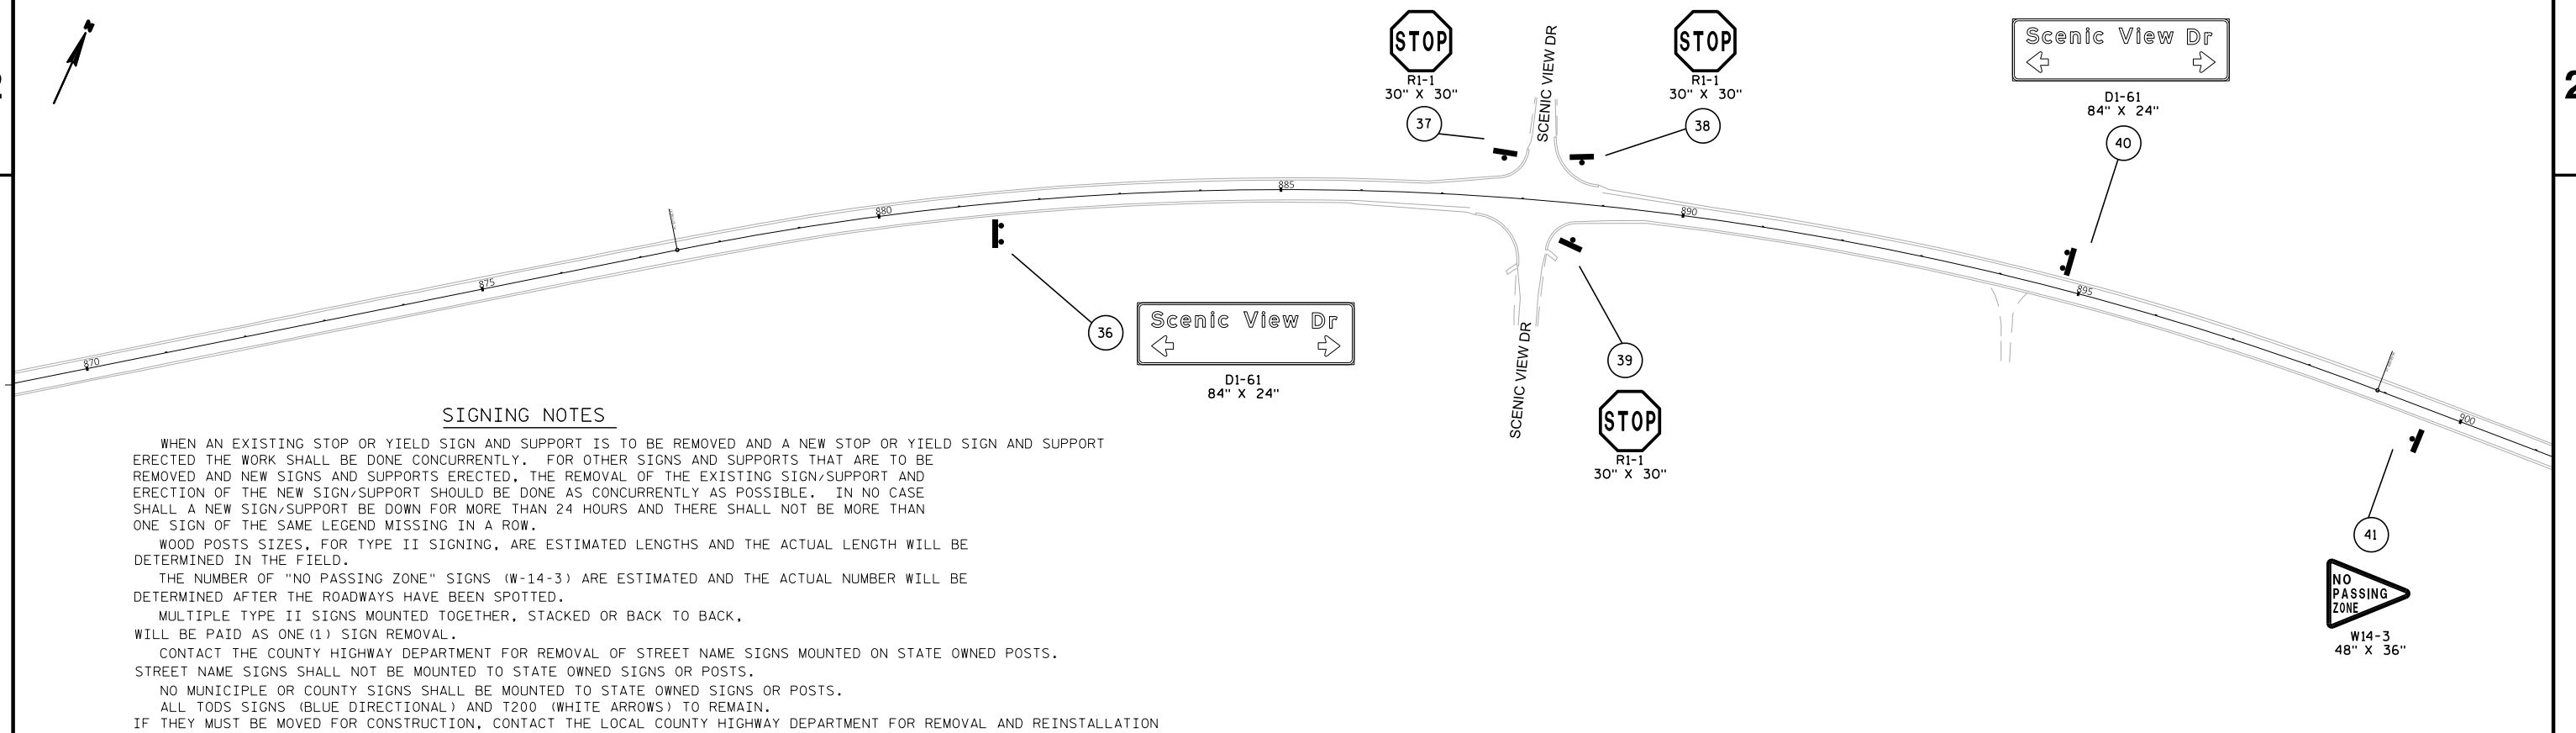 STOP
R1-1
30" X 30"
37
SCENIC VIEW DR
STOP
R1-1
30" X 30"
38
Scenic View Dr
D1-61
84" X 24"
40
2
870
875
880
885
890
895
900
36
Scenic View Dr
D1-61
84" X 24"
SCENIC VIEW DR
39
STOP
R1-1
30" X 30"
41
NO
PASSING
ZONE
W14-3
48" X 36"
SIGNING NOTES
WHEN AN EXISTING STOP OR YIELD SIGN AND SUPPORT IS TO BE REMOVED AND A NEW STOP OR YIELD SIGN AND SUPPORT
ERECTED THE WORK SHALL BE DONE CONCURRENTLY. FOR OTHER SIGNS AND SUPPORTS THAT ARE TO BE
REMOVED AND NEW SIGNS AND SUPPORTS ERECTED, THE REMOVAL OF THE EXISTING SIGN/SUPPORT AND
ERECTION OF THE NEW SIGN/SUPPORT SHOULD BE DONE AS CONCURRENTLY AS POSSIBLE. IN NO CASE
SHALL A NEW SIGN/SUPPORT BE DOWN FOR MORE THAN 24 HOURS AND THERE SHALL NOT BE MORE THAN
ONE SIGN OF THE SAME LEGEND MISSING IN A ROW.
WOOD POSTS SIZES, FOR TYPE II SIGNING, ARE ESTIMATED LENGTHS AND THE ACTUAL LENGTH WILL BE
DETERMINED IN THE FIELD.
THE NUMBER OF "NO PASSING ZONE" SIGNS (W-14-3) ARE ESTIMATED AND THE ACTUAL NUMBER WILL BE
DETERMINED AFTER THE ROADWAYS HAVE BEEN SPOTTED.
MULTIPLE TYPE II SIGNS MOUNTED TOGETHER, STACKED OR BACK TO BACK,
WILL BE PAID AS ONE(1) SIGN REMOVAL.
CONTACT THE COUNTY HIGHWAY DEPARTMENT FOR REMOVAL OF STREET NAME SIGNS MOUNTED ON STATE OWNED POSTS.
STREET NAME SIGNS SHALL NOT BE MOUNTED TO STATE OWNED SIGNS OR POSTS.
NO MUNICIPLE OR COUNTY SIGNS SHALL BE MOUNTED TO STATE OWNED SIGNS OR POSTS.
ALL TODS SIGNS (BLUE DIRECTIONAL) AND T200 (WHITE ARROWS) TO REMAIN.
IF THEY MUST BE MOVED FOR CONSTRUCTION, CONTACT THE LOCAL COUNTY HIGHWAY DEPARTMENT FOR REMOVAL AND REINSTALLATION